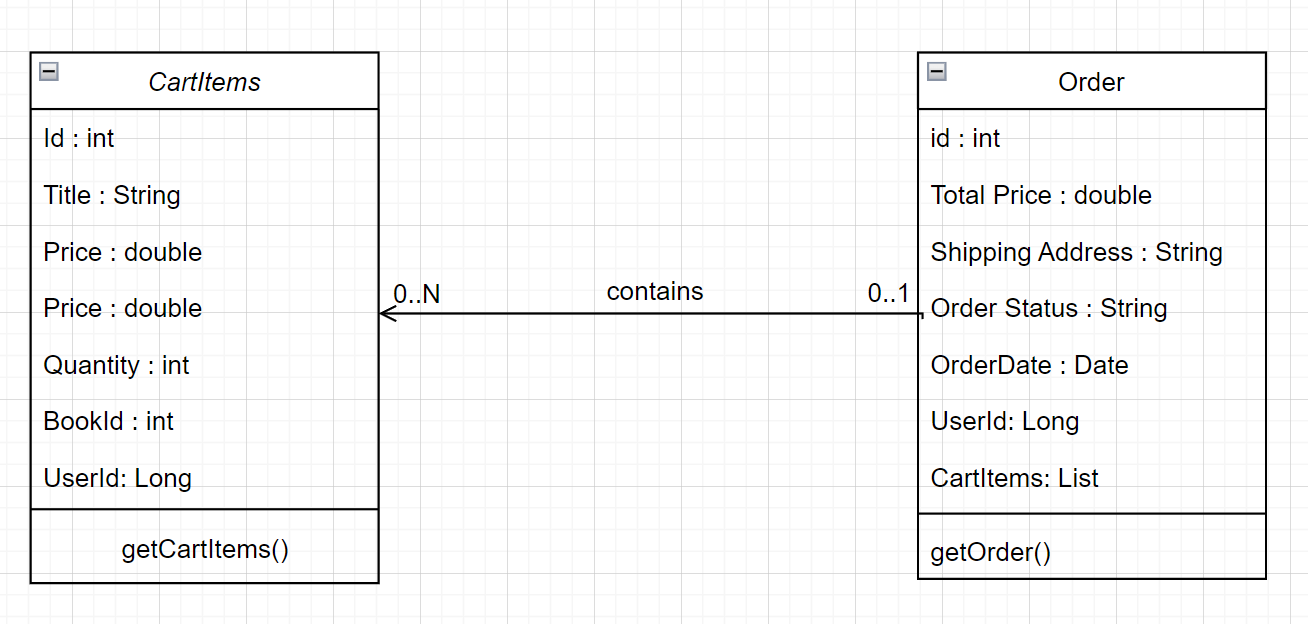 CartItems
Id : int
Title : String
Price : double
Price : double
Quantity : int
BookId : int
UserId: Long
getCartItems()
0..N
contains
0..1
Order
id : int
Total Price : double
Shipping Address : String
Order Status : String
OrderDate : Date
UserId: Long
CartItems: List
getOrder()